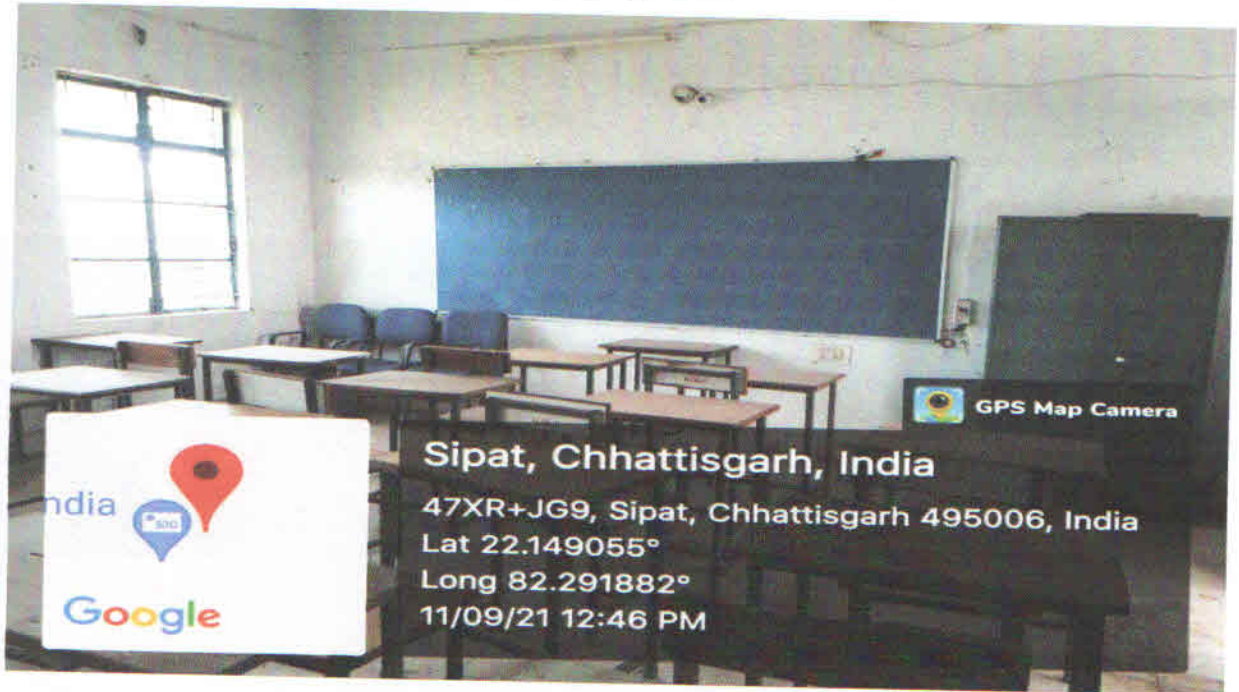 GPS Map Camera
Sipat, Chhattisgarh, India
47XR+JG9, Sipat, Chhattisgarh 495006, India
Lat 22.149055°
Long 82.291882°
11/09/21 12:46 PM
ndia
Google